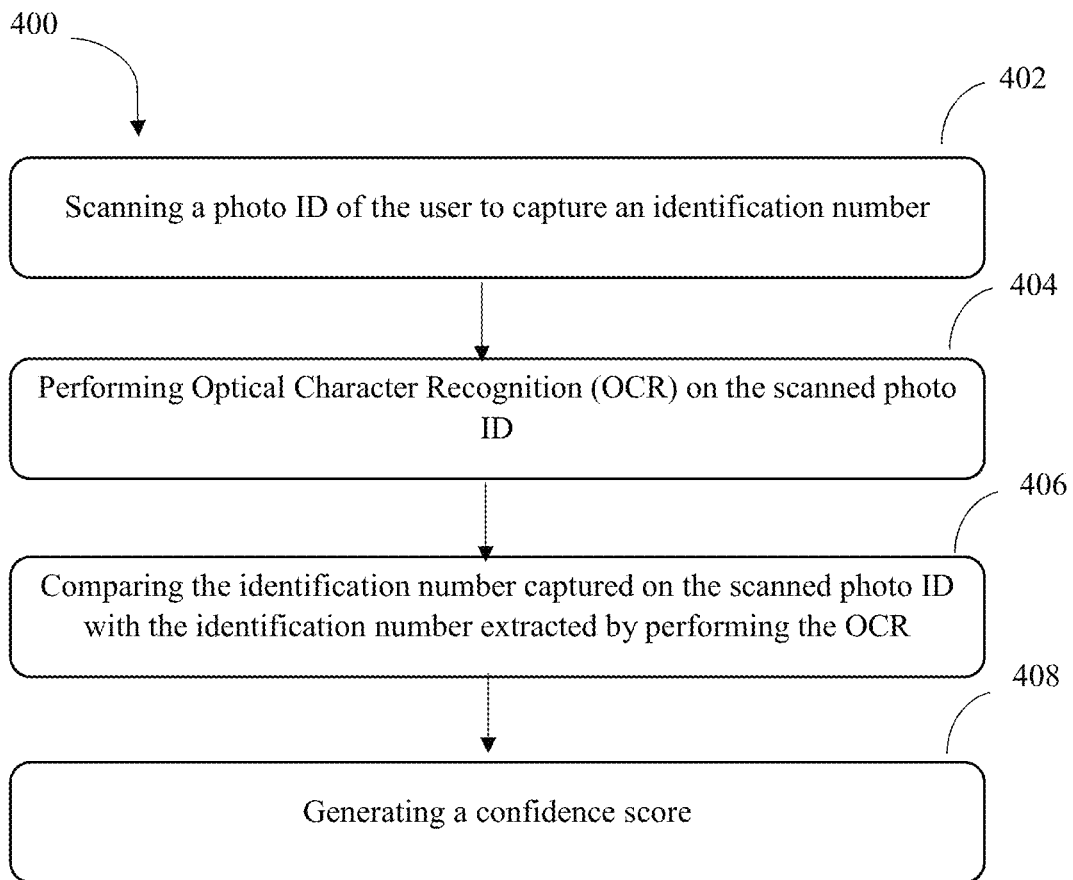 400
402
Scanning a photo ID of the user to capture an identification number
404
Performing Optical Character Recognition (OCR) on the scanned photo
ID
406
Comparing the identification number captured on the scanned photo ID
with the identification number extracted by performing the OCR
408
Generating a confidence score